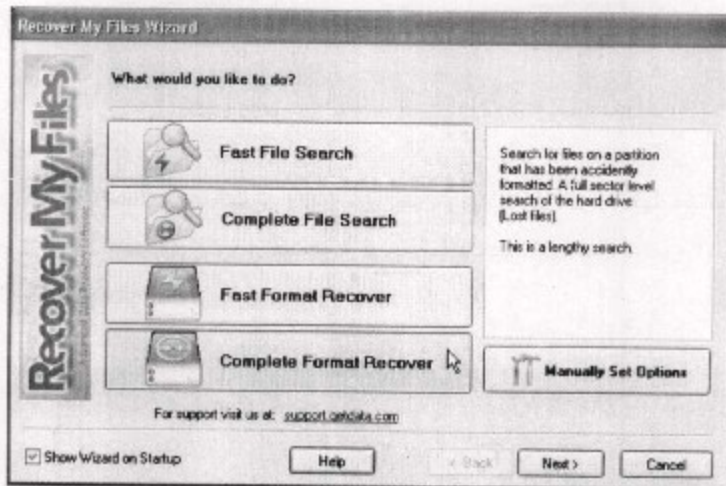 Recover My Files Wizard
Recover My Files
What would you like to do?
Fast File Search
Complete File Search
Fast Format Recover
Complete Format Recover
Search for files on a partition
that has been accidently
formatted. A full sector level
search of the hard drive
(Lost files).
This is a lengthy search.
Manually Set Options
For support visit us at: support.getdata.com
Show Wizard on Startup
Help
< Back
Next >
Cancel